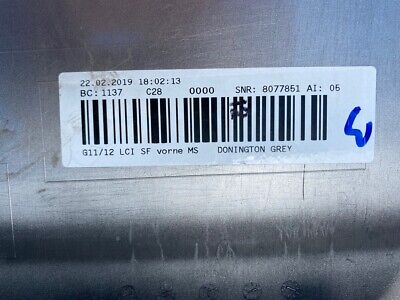 22.02.2019 18:02:13
BC: 1137 C28 0000 SNR: 8077851 AI: 05
G11/12 LCI SF vorne MS DONINGTON GREY